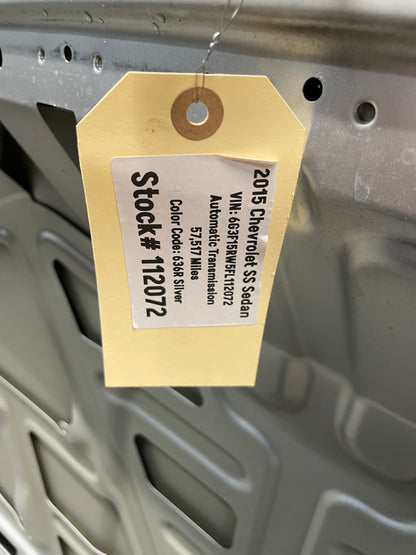 2015 Chevrolet SS Sedan
VIN: 6G3F15RW5FL112072
Automatic Transmission
57,517 Miles
Color Code: 636R Silver
Stock# 112072